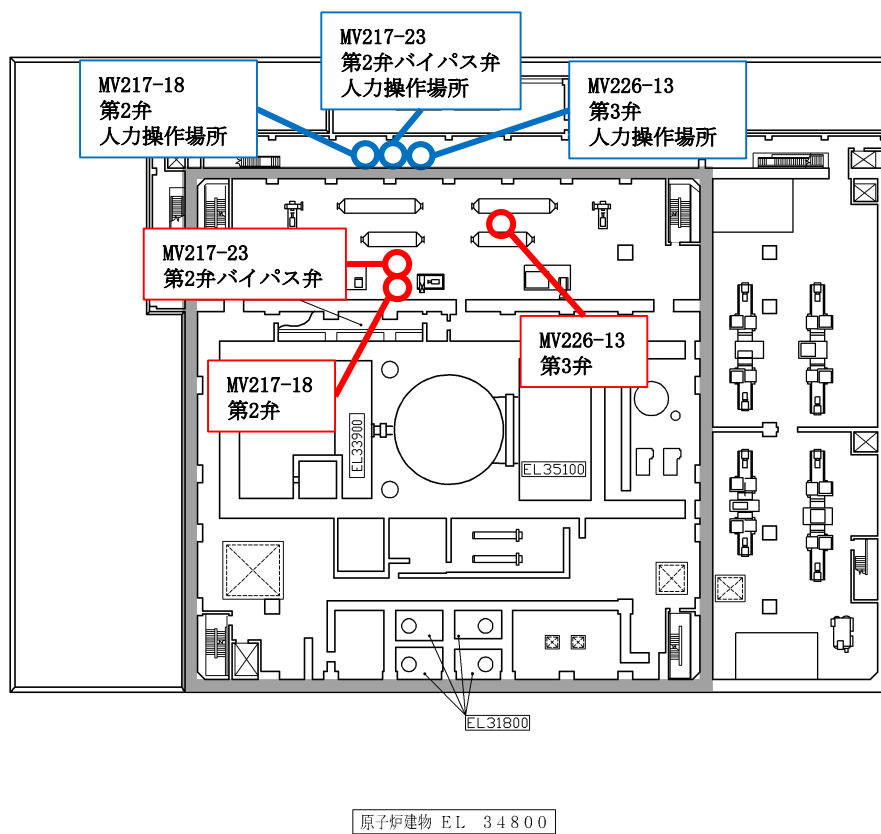 MV217-23
第2弁バイパス弁
人力操作場所
MV217-18
第2弁
人力操作場所
MV226-13
第3弁
人力操作場所
MV217-23
第2弁バイパス弁
MV226-13
第3弁
MV217-18
第2弁
EL33900
EL35100
EL31800
原子炉建物 EL 34800